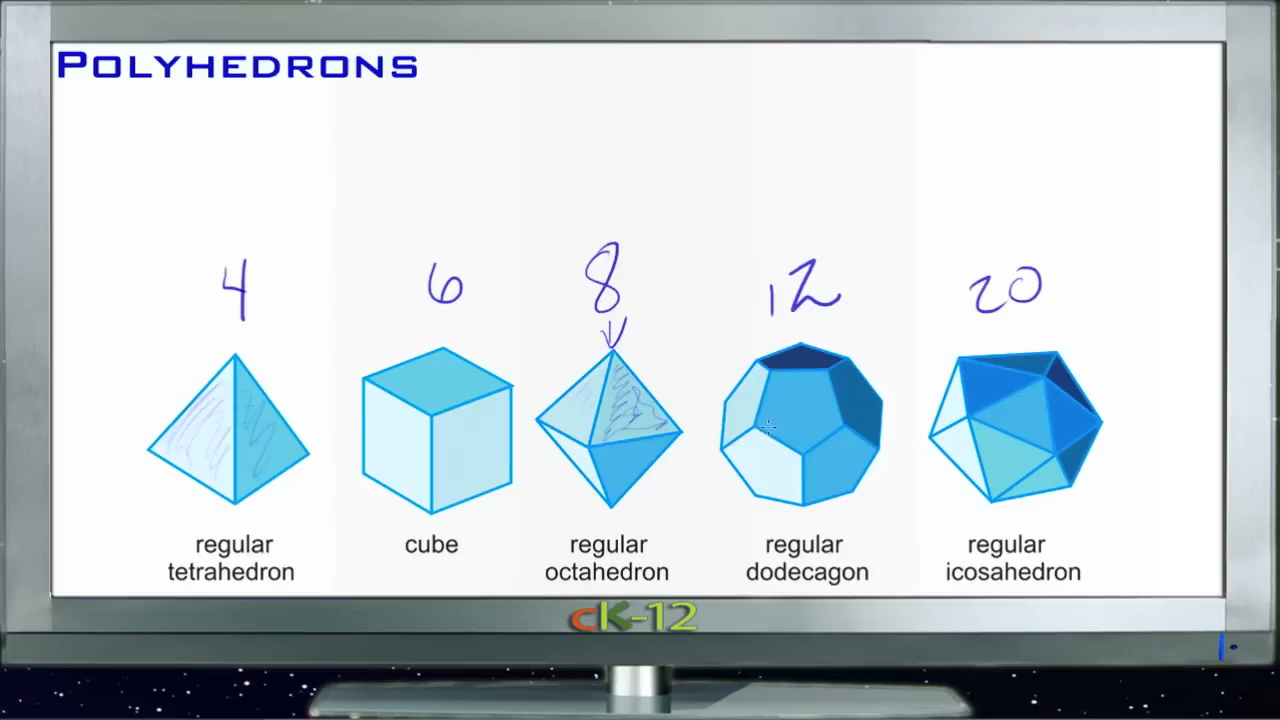 POLYHEDRONS
4 6 8 12 20
regular tetrahedron
cube
regular octahedron
regular dodecagon
regular icosahedron
cK-12